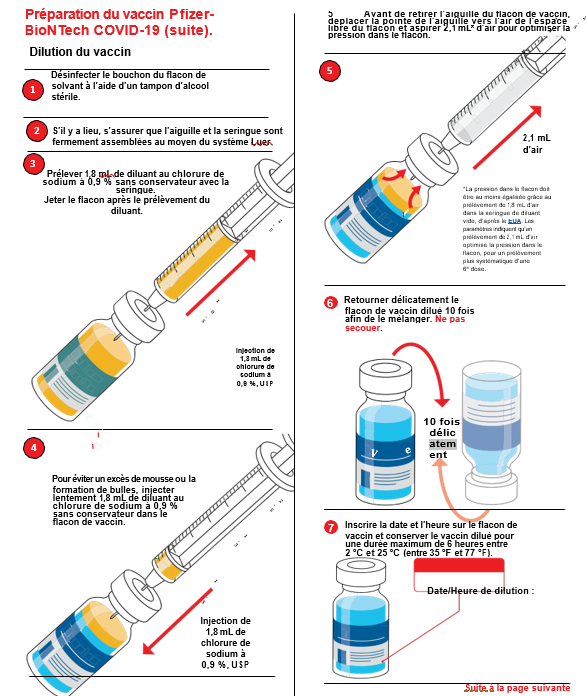 Préparation du vaccin Pfizer-
BioNTech COVID-19 (suite).
Dilution du vaccin
1
Désinfecter le bouchon du flacon de
solvant à l'aide d'un tampon d'alcool
stérile.
2
S'il y a lieu, s'assurer que l'aiguille et la seringue sont
fermement assemblées au moyen du système Luer
3
Prélever 1,8 mL de diluant au chlorure de
sodium à 0,9 % sans conservateur avec la
seringue.
Jeter le flacon après le prélèvement du
diluant.
Injection de
1,8 mL de
chlorure de
sodium à
0,9 %, USP
4
Pour éviter un excès de mousse ou la
formation de bulles, injecter
lentement 1,8 mL de diluant au
chlorure de sodium à 0,9 %
sans conservateur dans le
flacon de vaccin.
Injection de
1,8 mL de
chlorure de
sodium à
0,9 %, USP
5 Avant de retirer l'aiguille du flacon de vaccin,
déplacer la pointe de l'aiguille vers l'air de l'espace
libre du flacon et aspirer 2,1 mL* d'air pour optimiser la
pression dans le flacon.
5
2,1 mL
d'air
*La pression dans le flacon doit
être au moins égalisée grâce au
prélèvement de 1,8 mL d'air
dans la seringue de diluant
vide, d'après le EUA. Les
paramètres indiquent qu'un
prélèvement de 2,1 mL d'air
optimise la pression dans le
flacon, pour un prélèvement
plus systématique d'une
6e dose.
6
Retourner délicatement le
flacon de vaccin dilué 10 fois
afin de le mélanger. Ne pas
secouer.
10 fois
délic
atem
ent
V e
7
Inscrire la date et l'heure sur le flacon de
vaccin et conserver le vaccin dilué pour
une durée maximum de 6 heures entre
2 °C et 25 °C (entre 35 °F et 77 °F).
Date/Heure de dilution :
Suite à la page suivante